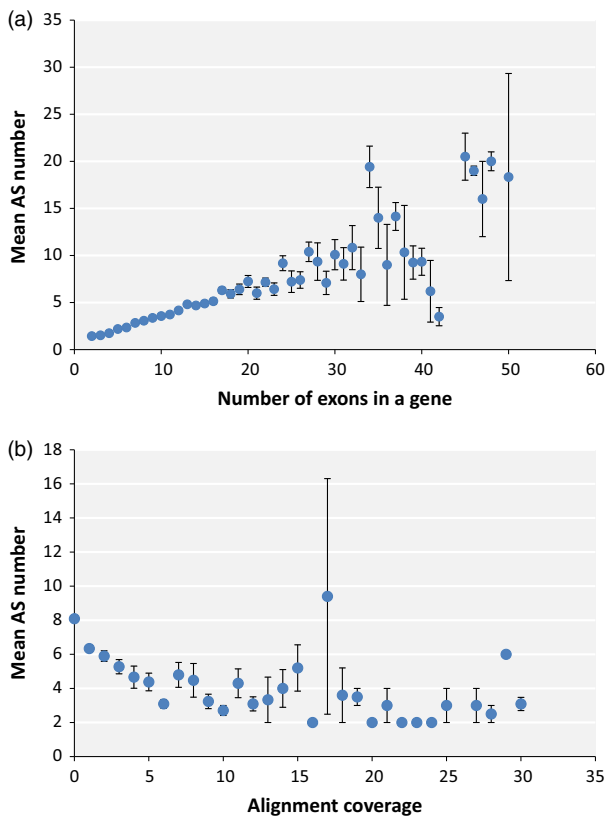 (a)
35
30
25
20
15
10
5
0
Mean AS number
0 10 20 30 40 50 60
Number of exons in a gene
(b)
18
16
14
12
10
8
6
4
2
0
Mean AS number
0 5 10 15 20 25 30 35
Alignment coverage